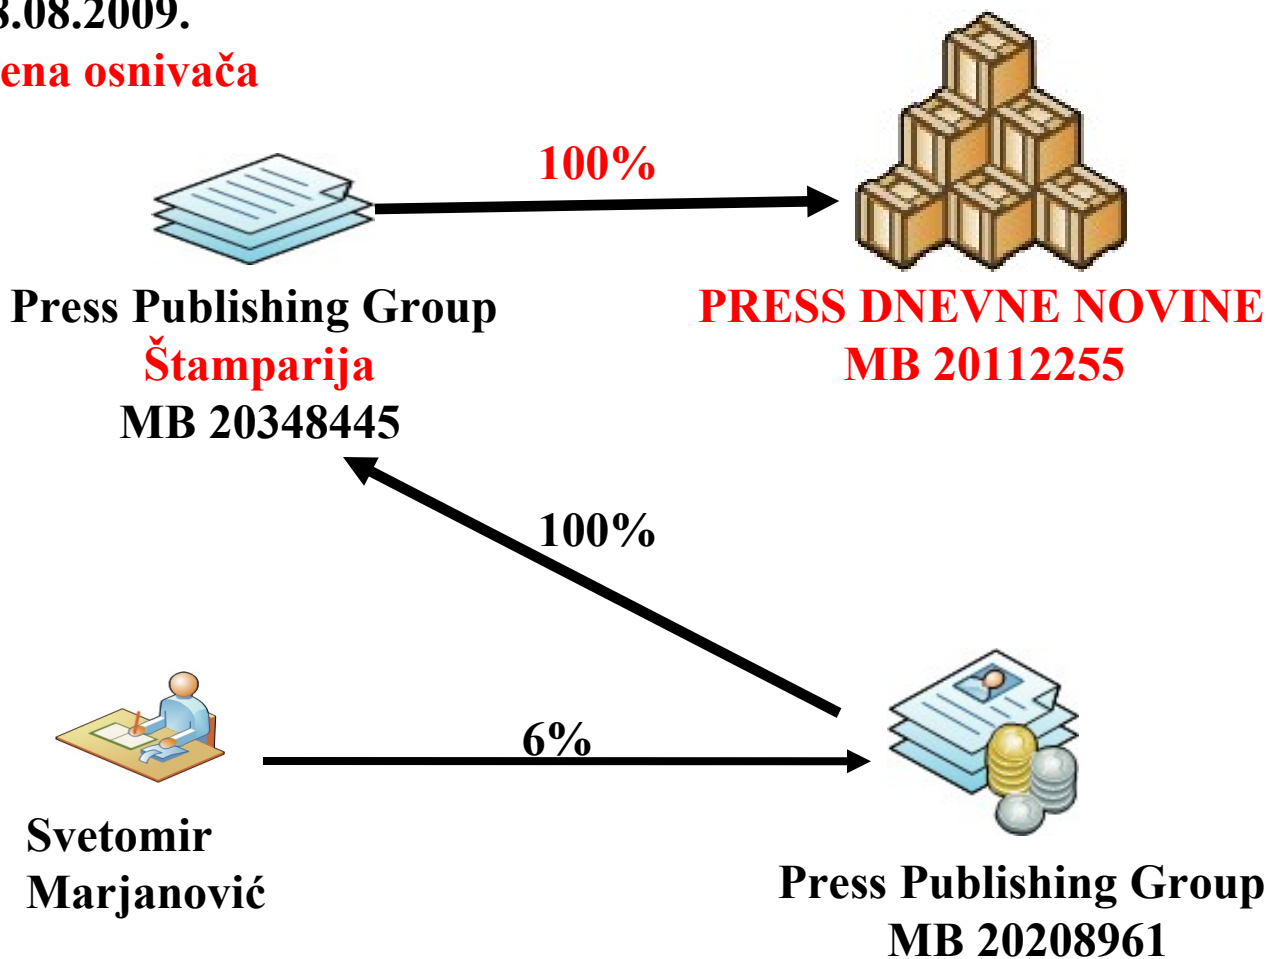 8.08.2009.
ena osnivača
100%
Press Publishing Group
Štamparija
MB 20348445
PRESS DNEVNE NOVINE
MB 20112255
100%
6%
Svetomir
Marjanović
Press Publishing Group
MB 20208961